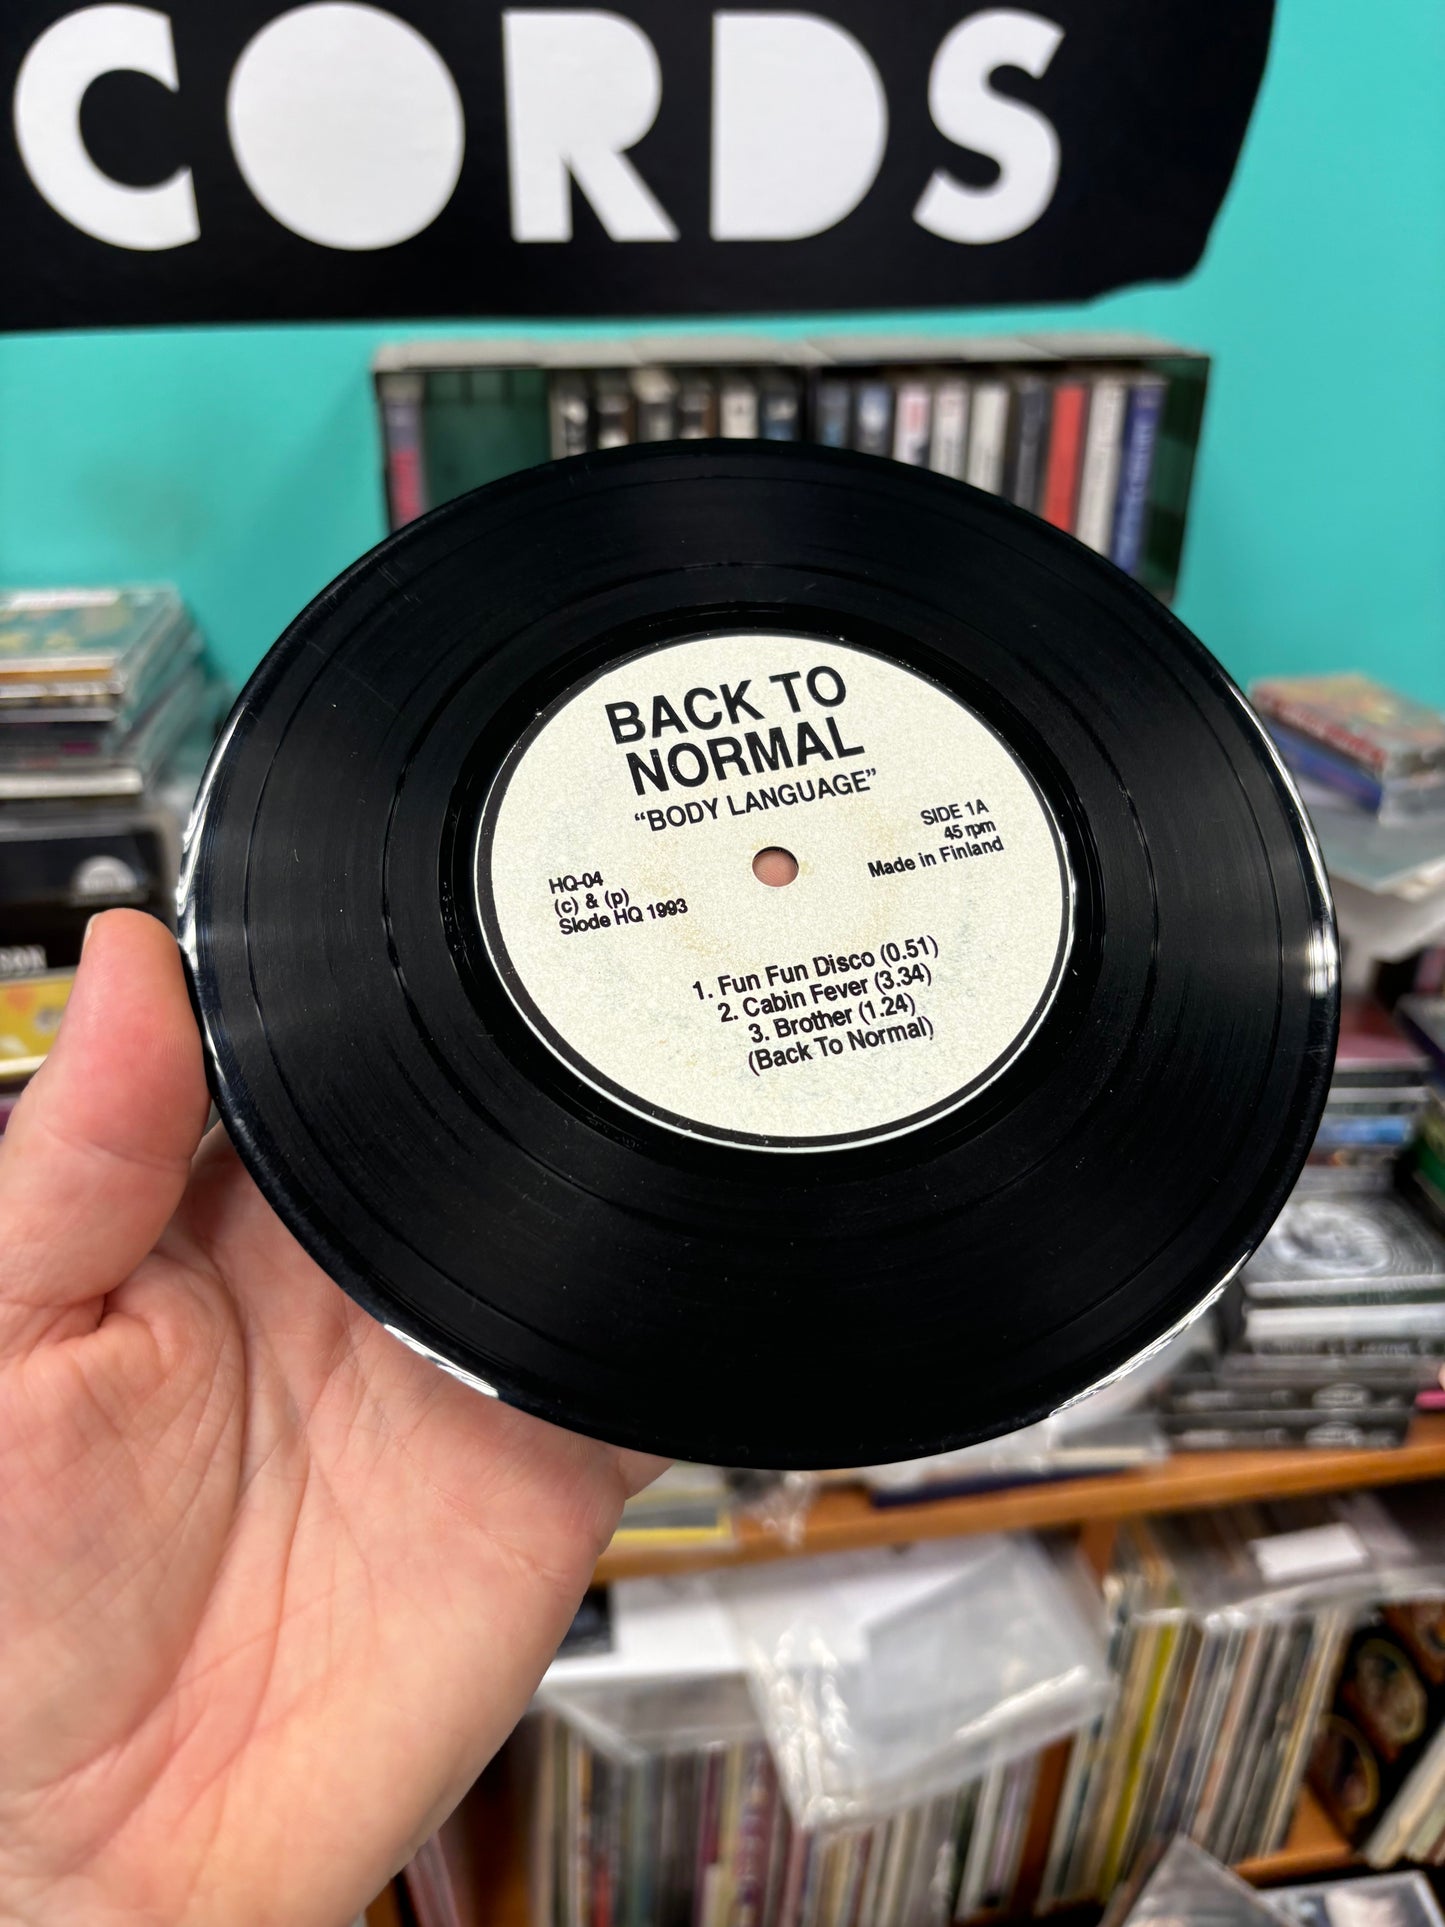 CORDS
BACK TO
NORMAL
"BODY LANGUAGE"
SIDE 1A
45 rpm
Made in Finland
HQ-04
(c) & (p)
Slode HQ 1993
1. Fun Fun Disco (0.51)
2. Cabin Fever (3.34)
3. Brother (1.24)
(Back To Normal)